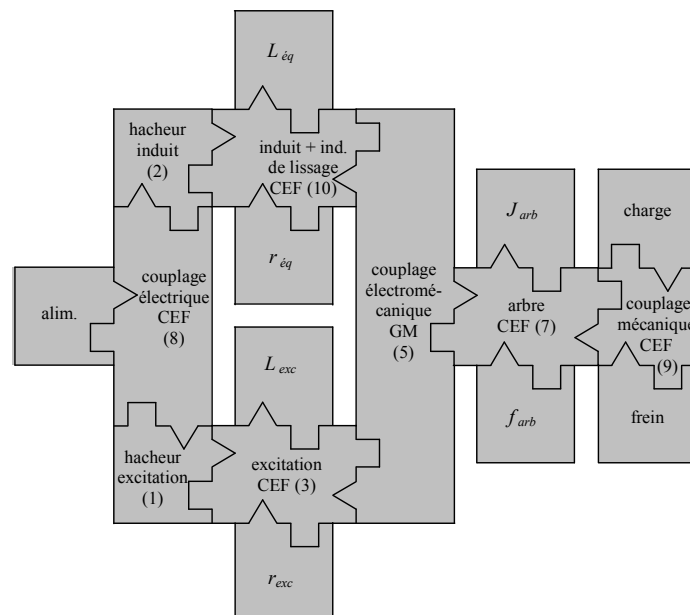 L éq
hacheur
induit
(2)
induit + ind.
de lissage
CEF (10)
r éq
J arb
charge
alim.
couplage
électrique
CEF
(8)
couplage
électromé-
canique
GM
(5)
arbre
CEF (7)
couplage
mécanique
CEF
(9)
L exc
f arb
frein
hacheur
excitation
(1)
excitation
CEF (3)
r exc